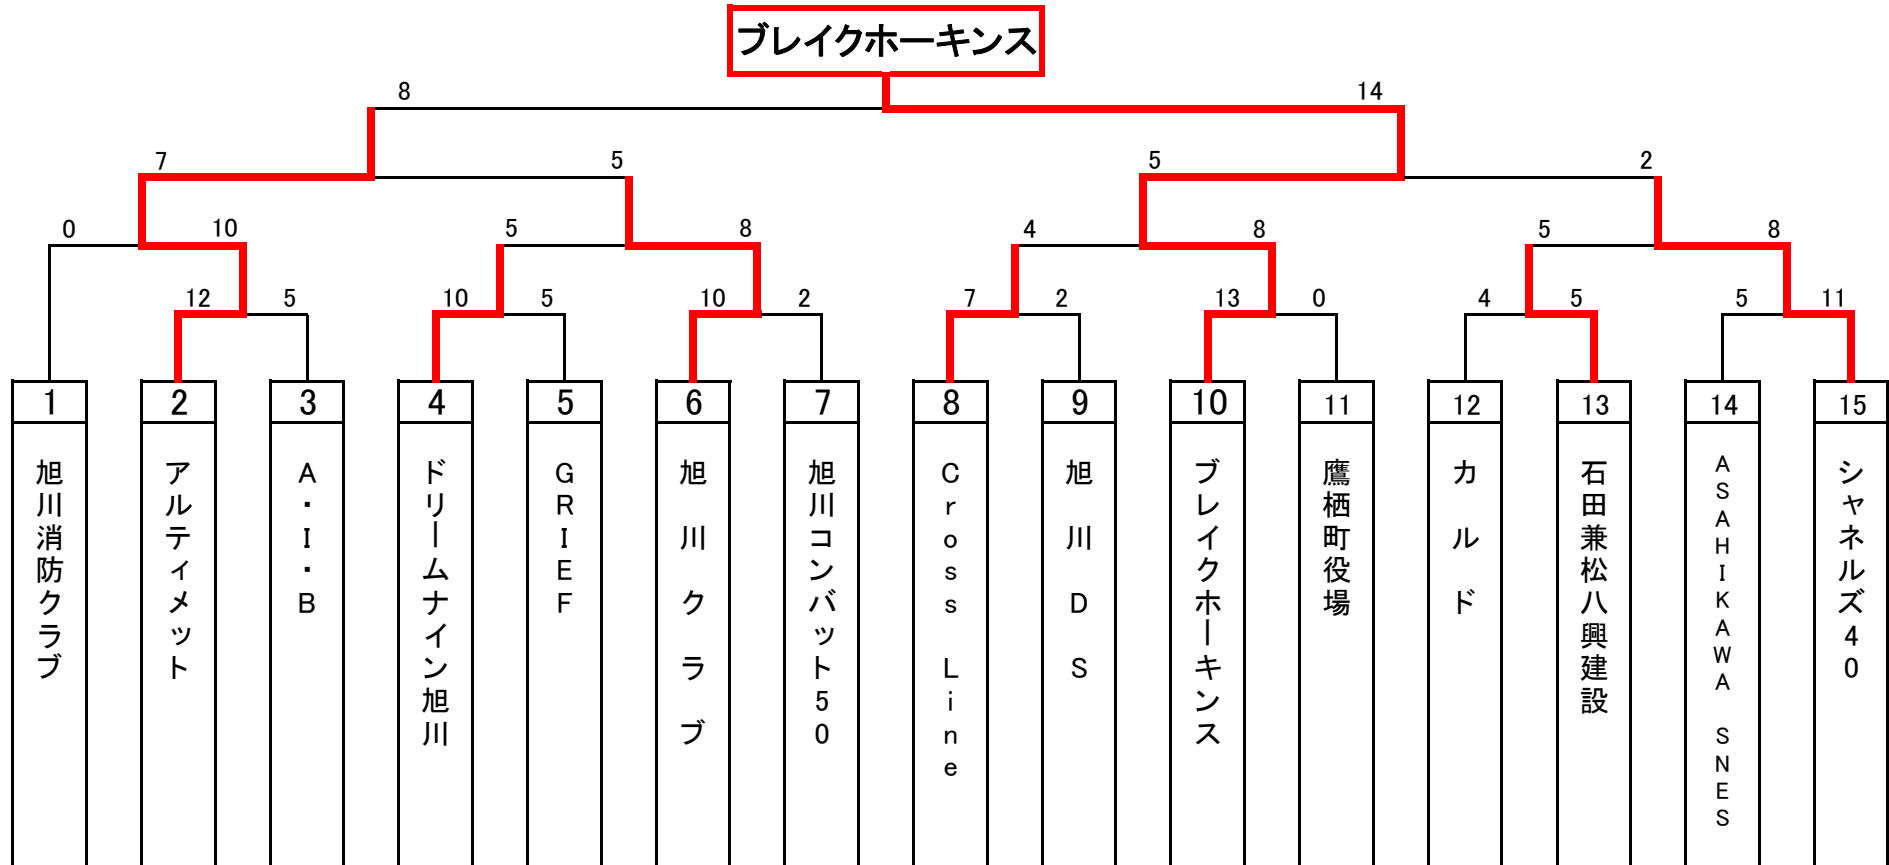 ブレイクホーキンス
8 14
7 5 5 2
0 10 5 8 4 8 5 8
12 5 10 5 10 2 7 2 13 0 4 5 5 11
1 2 3 4 5 6 7 8 9 10 11 12 13 14 15
旭川消防クラブ
アルティメット
A・I・B
ドリームナイン旭川
GRIEF
旭川クラブ
旭川コンバット50
Cross Line
旭川DS
ブレイクホーキンス
鷹栖町役場
カルド
石田兼松八興建設
ASAHIKAWA SNES
シャネルズ40